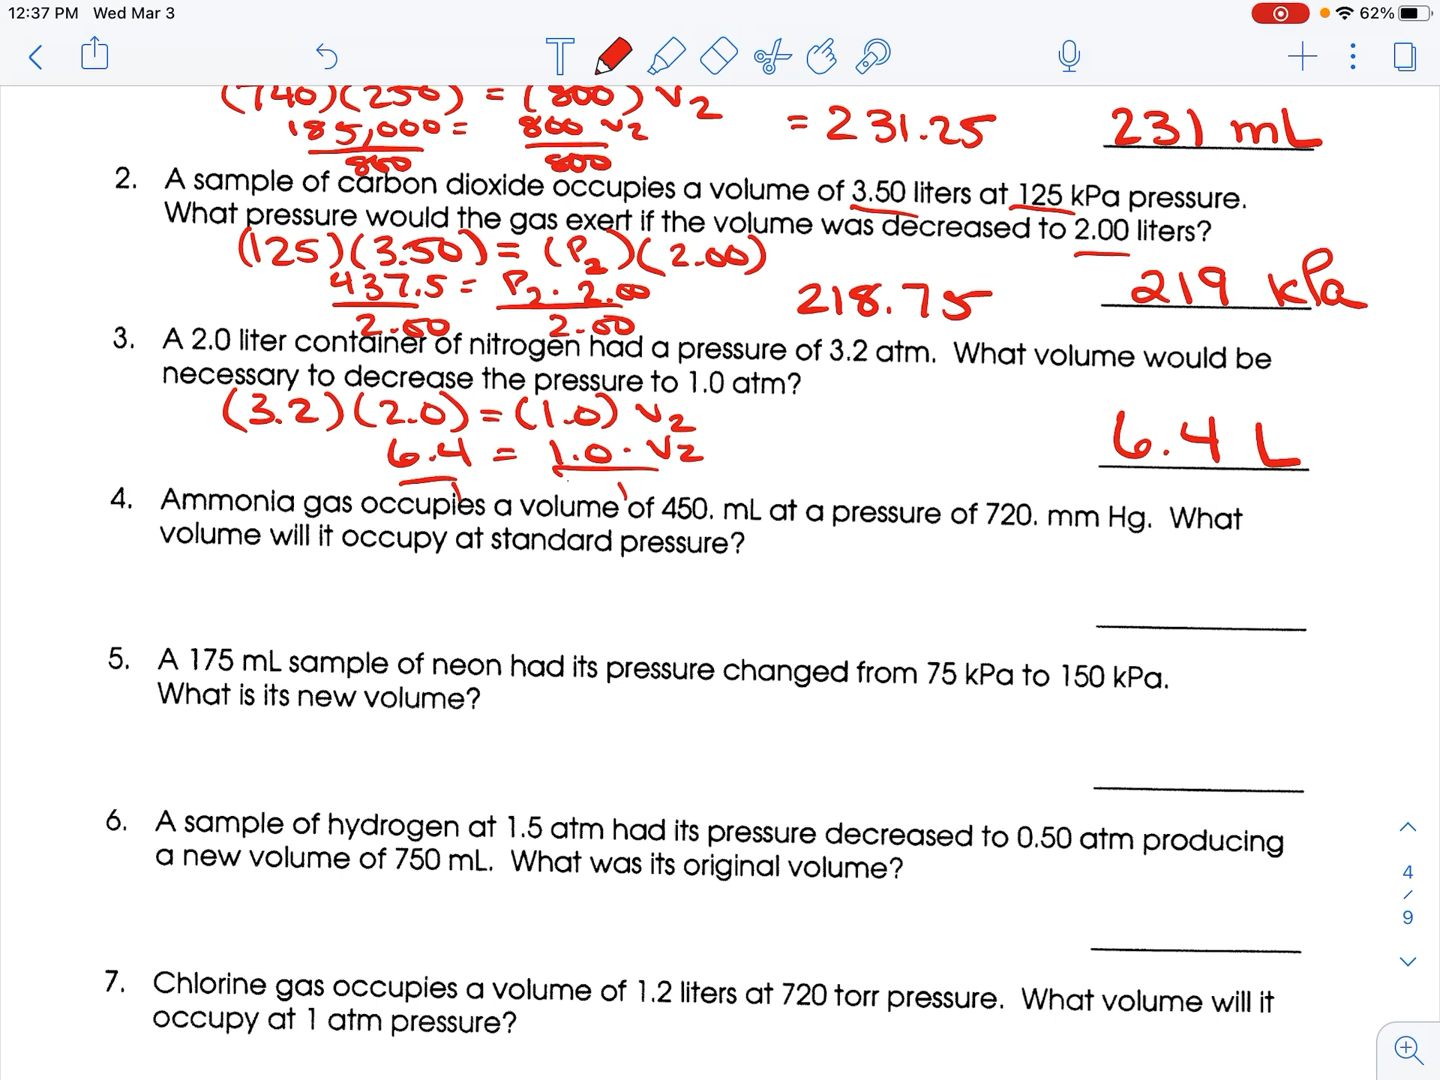 12:37 PM Wed Mar 3
62%
T
(740)(250) = (800) V2
185,000 = 800 V2
800 800
= 231.25
231 mL
2. A sample of carbon dioxide occupies a volume of 3.50 liters at 125 kPa pressure.
What pressure would the gas exert if the volume was decreased to 2.00 liters?
(125)(3.50) = (P2)(2.00)
437.5 = P2 · 2.00
2.00 2.00
218.75
219 kPa
3. A 2.0 liter container of nitrogen had a pressure of 3.2 atm. What volume would be
necessary to decrease the pressure to 1.0 atm?
(3.2)(2.0) = (1.0) V2
6.4 = 1.0 · V2
1 1
6.4 L
4. Ammonia gas occupies a volume of 450. mL at a pressure of 720. mm Hg. What
volume will it occupy at standard pressure?
5. A 175 mL sample of neon had its pressure changed from 75 kPa to 150 kPa.
What is its new volume?
6. A sample of hydrogen at 1.5 atm had its pressure decreased to 0.50 atm producing
a new volume of 750 mL. What was its original volume?
7. Chlorine gas occupies a volume of 1.2 liters at 720 torr pressure. What volume will it
occupy at 1 atm pressure?
4
/
9